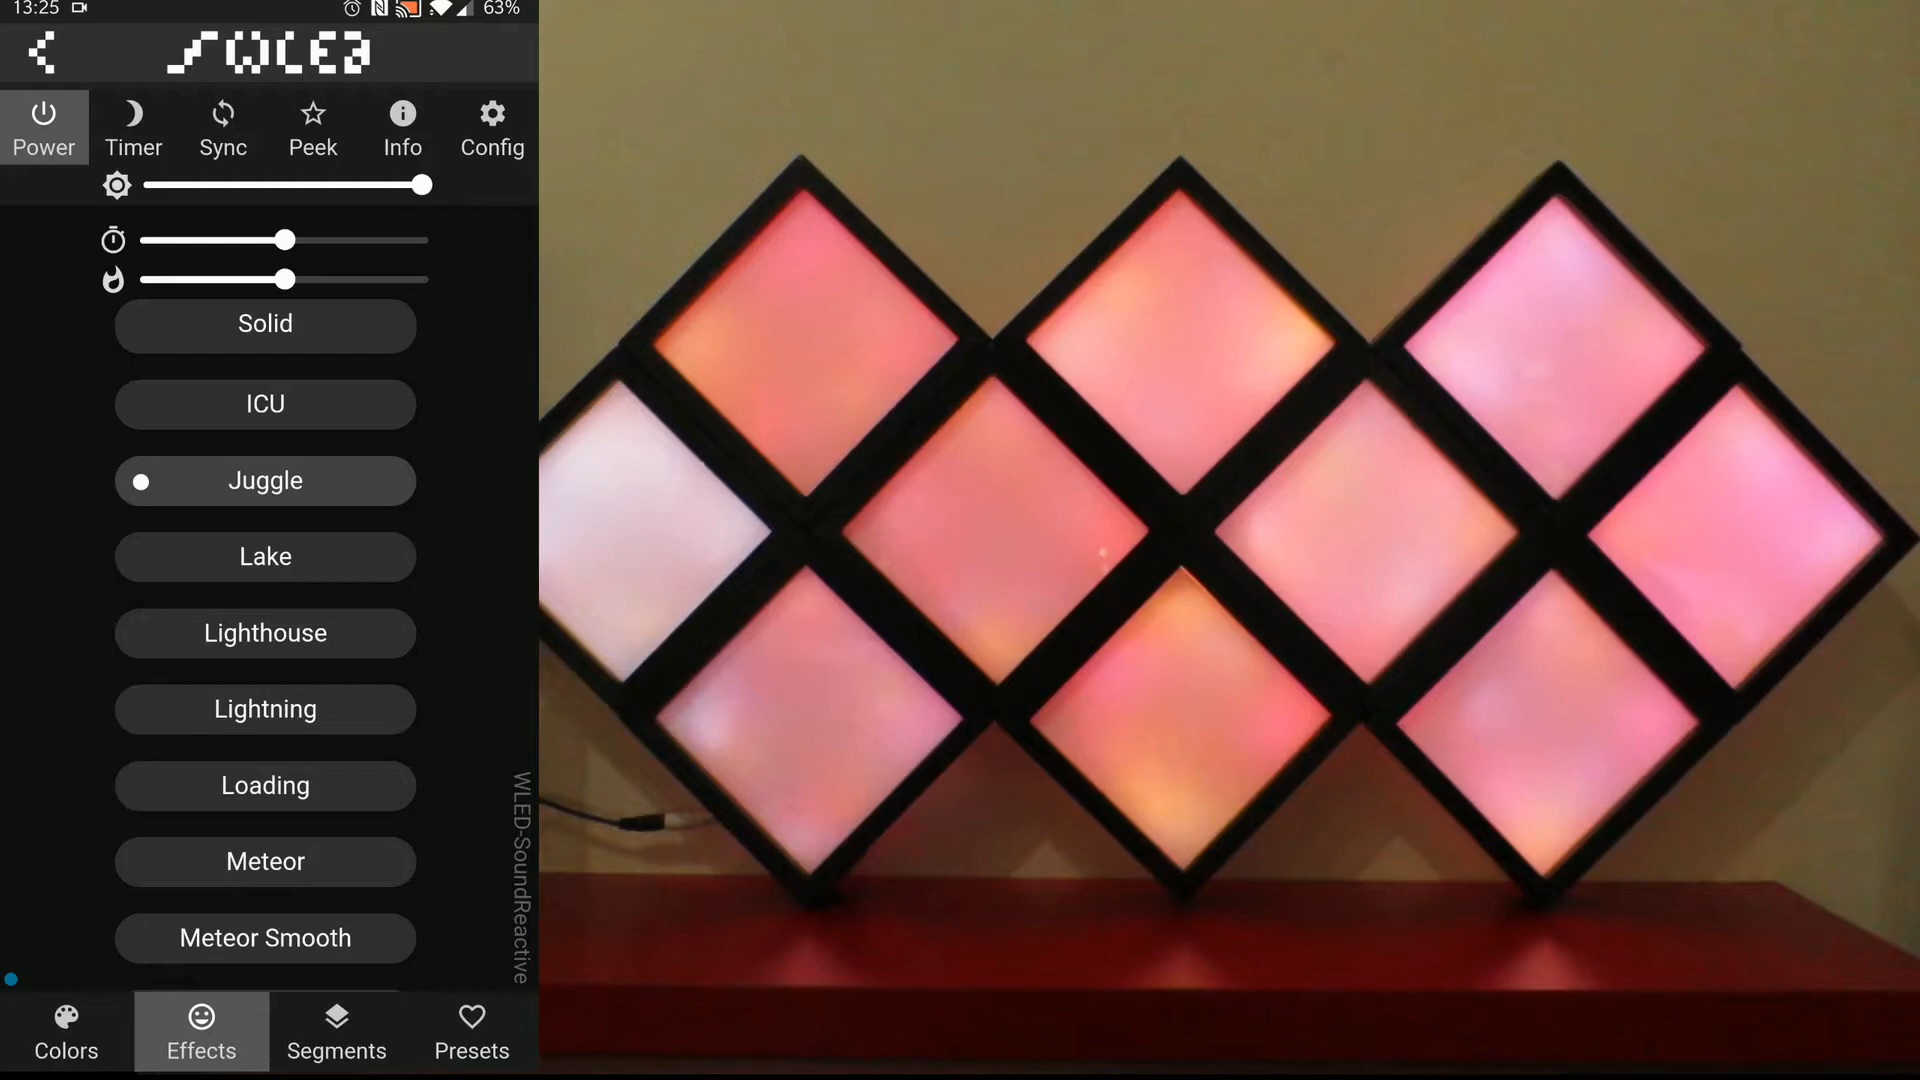 13:25
63%
WLED
Power
Timer
Sync
Peek
Info
Config
Solid
ICU
Juggle
Lake
Lighthouse
Lightning
Loading
Meteor
Meteor Smooth
WLED-SoundReactive
Colors
Effects
Segments
Presets